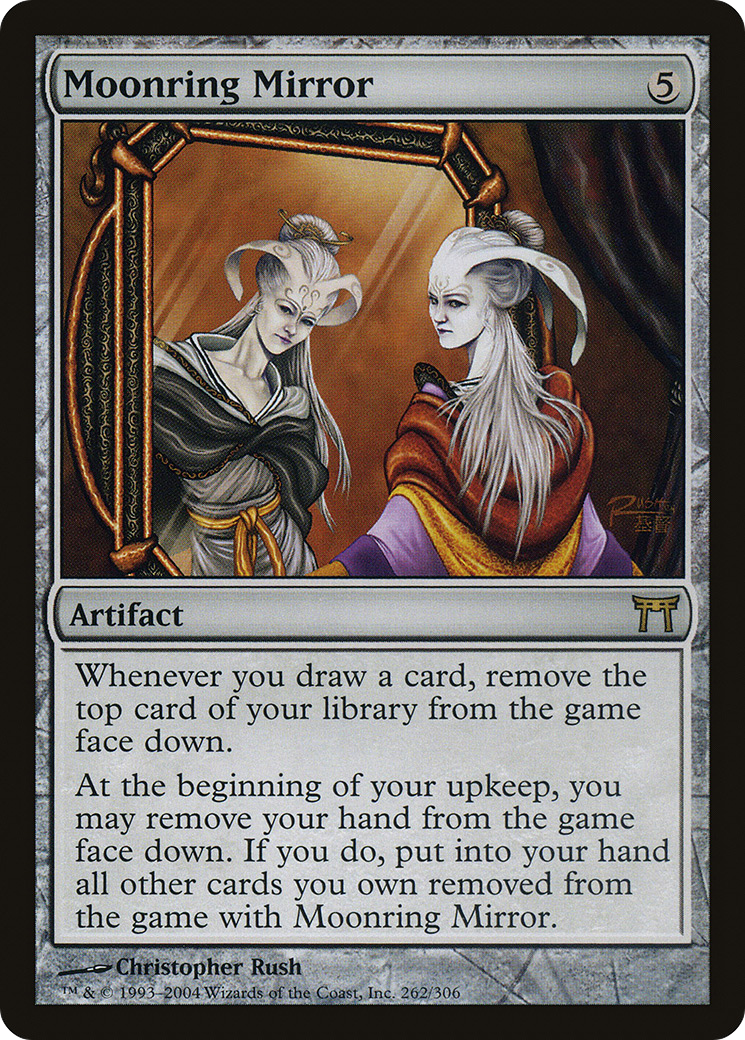 Moonring Mirror
5
RUSH
基督
Artifact
Whenever you draw a card, remove the
top card of your library from the game
face down.
At the beginning of your upkeep, you
may remove your hand from the game
face down. If you do, put into your hand
all other cards you own removed from
the game with Moonring Mirror.
Christopher Rush
™ & © 1993–2004 Wizards of the Coast, Inc. 262/306